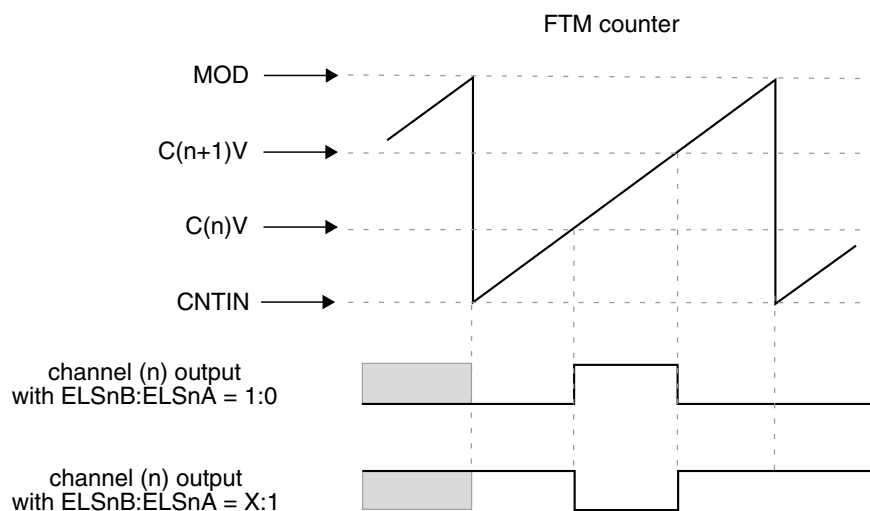 FTM counter
MOD
C(n+1)V
C(n)V
CNTIN
channel (n) output
with ELSnB:ELSnA = 1:0
channel (n) output
with ELSnB:ELSnA = X:1